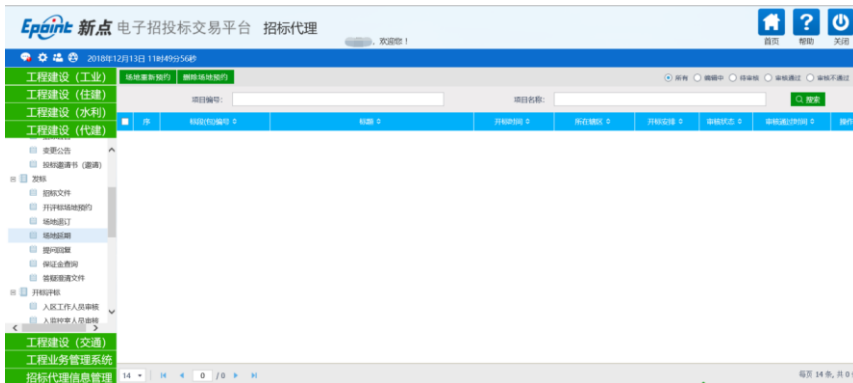 Epoint 新点 电子招投标交易平台 招标代理
，欢迎您！
首页 帮助 关闭
2018年12月13日 11时49分56秒
工程建设（工业）
工程建设（住建）
工程建设（水利）
工程建设（代建）
变更公告
投标邀请书（邀请）
发标
招标文件
开评标场地预约
场地退订
场地延期
提问回复
保证金查询
答疑澄清文件
开标评标
入区工作人员审核
工程建设（交通）
工程业务管理系统
招标代理信息管理
场地重新预约 删除场地预约
所有 编辑中 待审核 审核通过 审核不通过
项目编号： 项目名称： 搜索
序 标段(包)编号 标题 开标时间 所在辖区 开标安排 审核状态 审核通过时间 操作
14 0 / 0 每页 14 条, 共 0